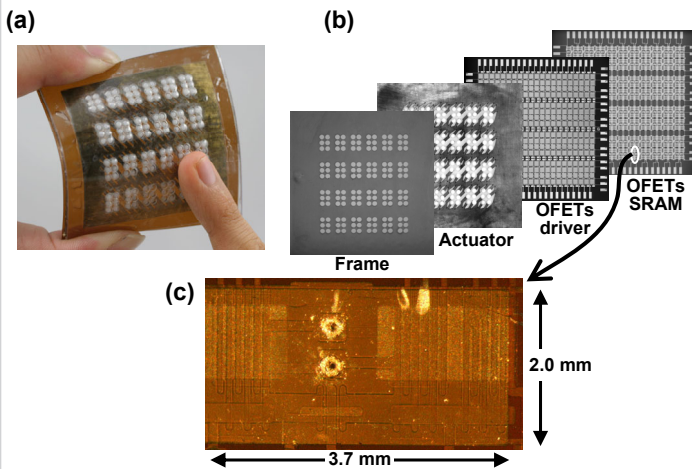 (a)
(b)
Frame
Actuator
OFETs
driver
OFETs
SRAM
(c)
2.0 mm
3.7 mm